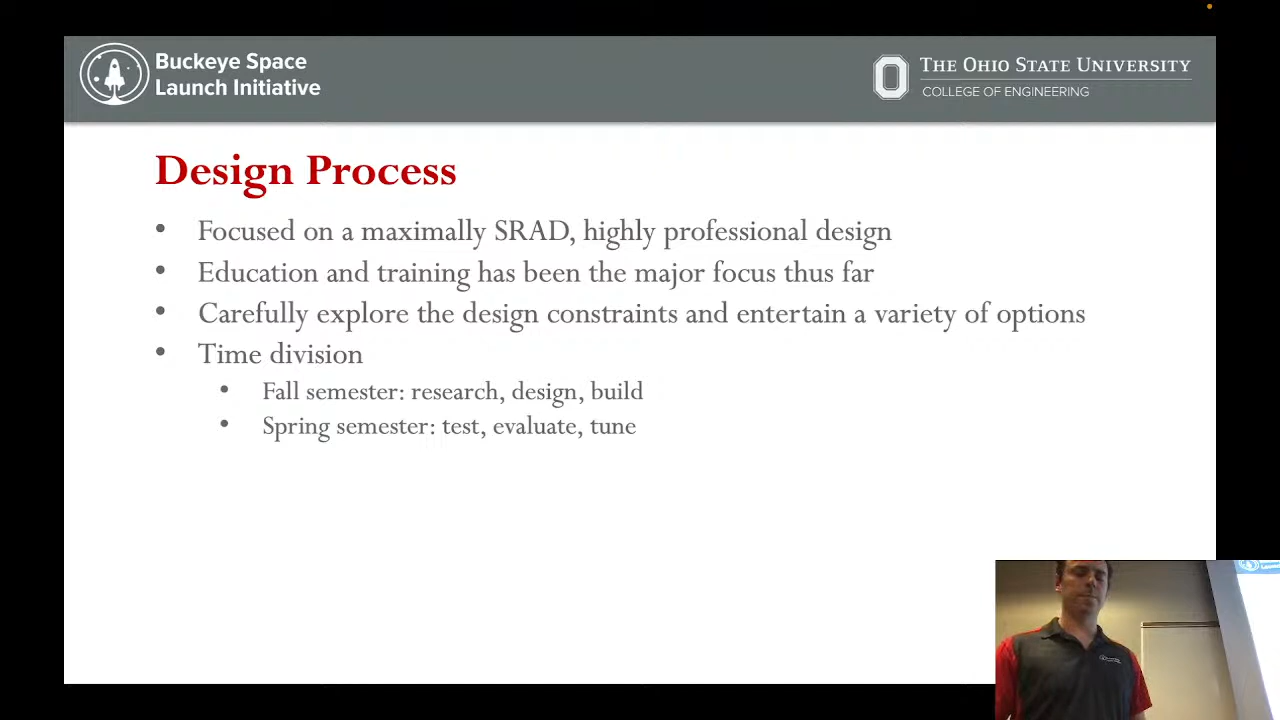 Buckeye Space
Launch Initiative
THE OHIO STATE UNIVERSITY
COLLEGE OF ENGINEERING
Design Process
• Focused on a maximally SRAD, highly professional design
• Education and training has been the major focus thus far
• Carefully explore the design constraints and entertain a variety of options
• Time division
• Fall semester: research, design, build
• Spring semester: test, evaluate, tune